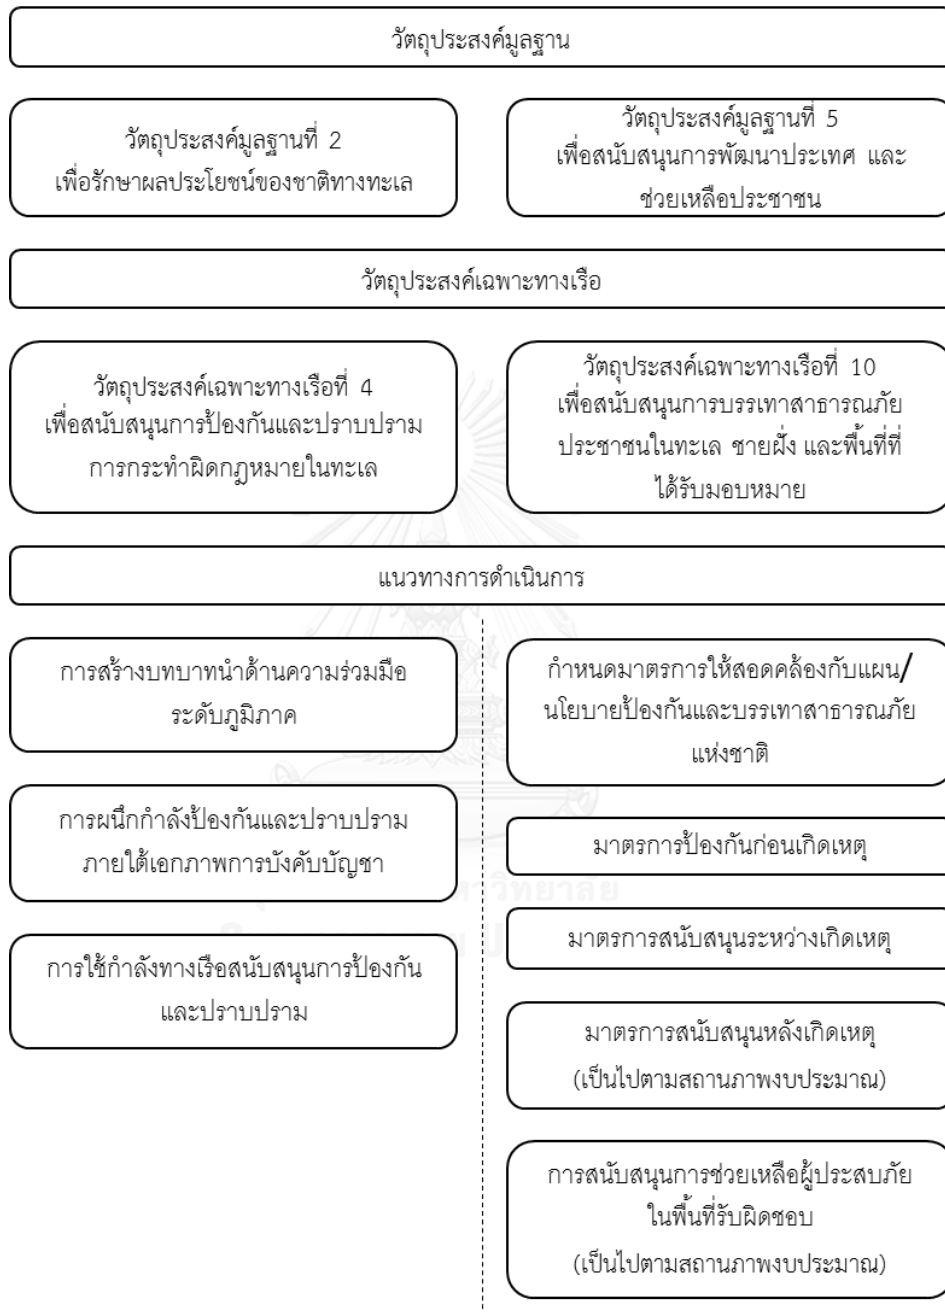 วัตถุประสงค์มูลฐาน
วัตถุประสงค์มูลฐานที่ 2
เพื่อรักษาผลประโยชน์ของชาติทางทะเล
วัตถุประสงค์มูลฐานที่ 5
เพื่อสนับสนุนการพัฒนาประเทศ และ
ช่วยเหลือประชาชน
วัตถุประสงค์เฉพาะทางเรือ
วัตถุประสงค์เฉพาะทางเรือที่ 4
เพื่อสนับสนุนการป้องกันและปราบปราม
การกระทำผิดกฎหมายในทะเล
วัตถุประสงค์เฉพาะทางเรือที่ 10
เพื่อสนับสนุนการบรรเทาสาธารณภัย
ประชาชนในทะเล ชายฝั่ง และพื้นที่ที่
ได้รับมอบหมาย
แนวทางการดำเนินการ
การสร้างบทบาทนำด้านความร่วมมือ
ระดับภูมิภาค
การผนึกกำลังป้องกันและปราบปราม
ภายใต้เอกภาพการบังคับบัญชา
การใช้กำลังทางเรือสนับสนุนการป้องกัน
และปราบปราม
กำหนดมาตรการให้สอดคล้องกับแผน/
นโยบายป้องกันและบรรเทาสาธารณภัย
แห่งชาติ
มาตรการป้องกันก่อนเกิดเหตุ
มาตรการสนับสนุนระหว่างเกิดเหตุ
มาตรการสนับสนุนหลังเกิดเหตุ
(เป็นไปตามสถานภาพงบประมาณ)
การสนับสนุนการช่วยเหลือผู้ประสบภัย
ในพื้นที่รับผิดชอบ
(เป็นไปตามสถานภาพงบประมาณ)